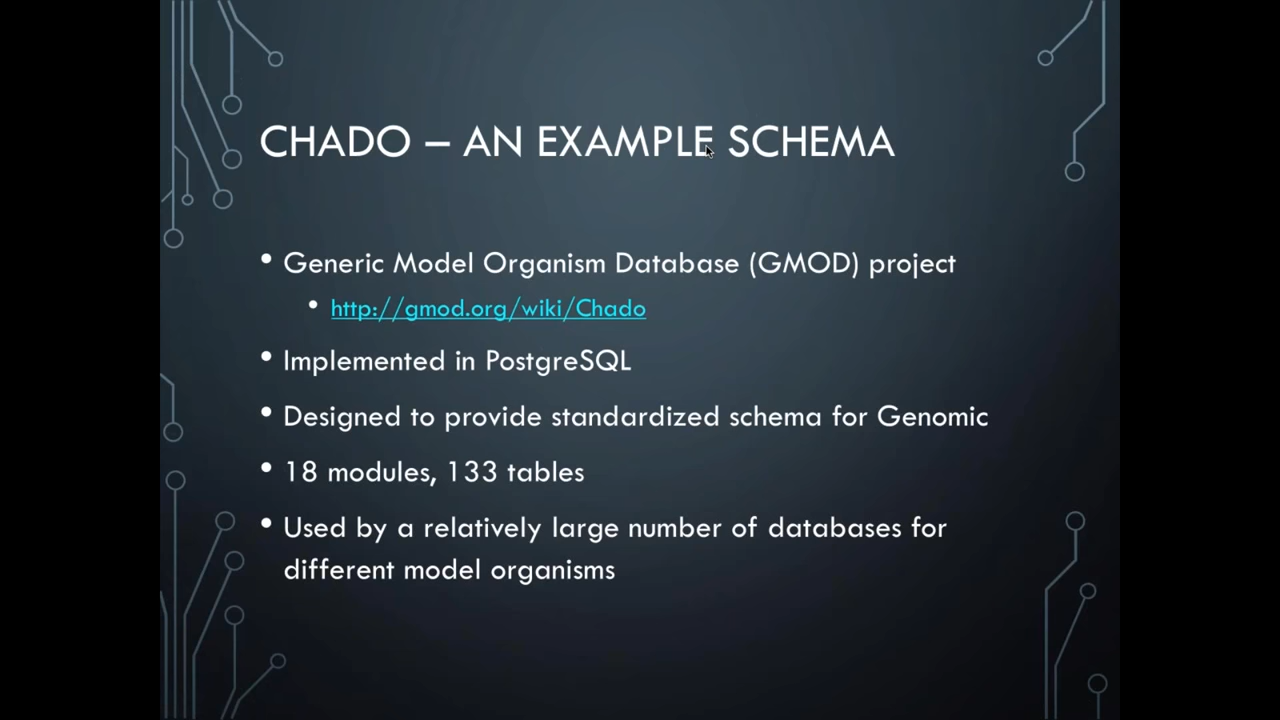 CHADO – AN EXAMPLE SCHEMA
• Generic Model Organism Database (GMOD) project
• http://gmod.org/wiki/Chado
• Implemented in PostgreSQL
• Designed to provide standardized schema for Genomic
• 18 modules, 133 tables
• Used by a relatively large number of databases for
different model organisms